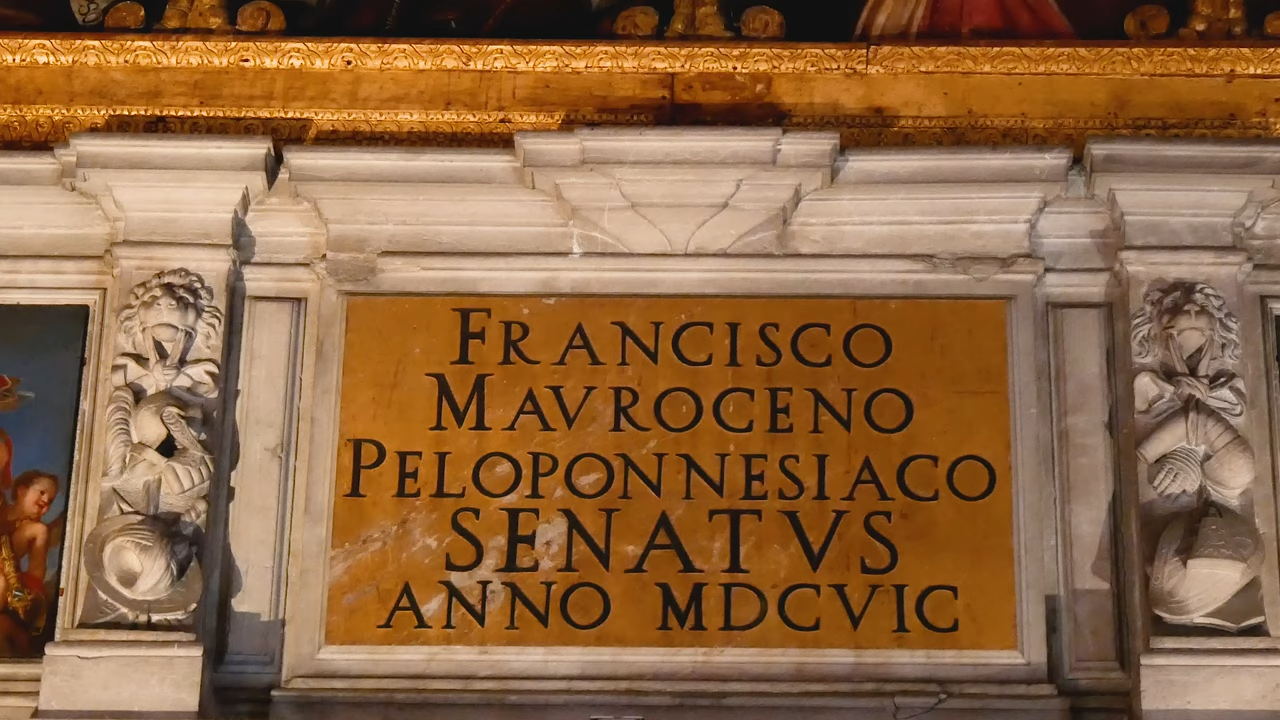 FRANCISCO
MAVROCENO
PELOPONNESIACO
SENATVS
ANNO MDCVIC